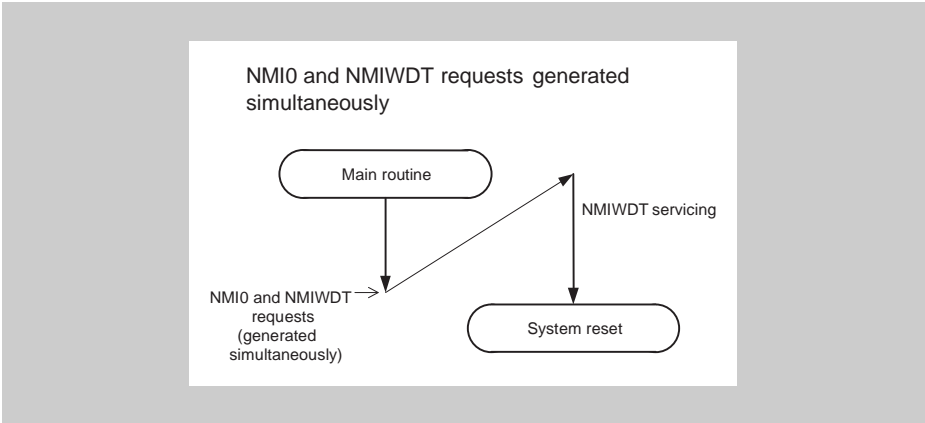 NMI0 and NMIWDT requests generated
simultaneously
Main routine
NMIWDT servicing
NMI0 and NMIWDT
requests
(generated
simultaneously)
System reset